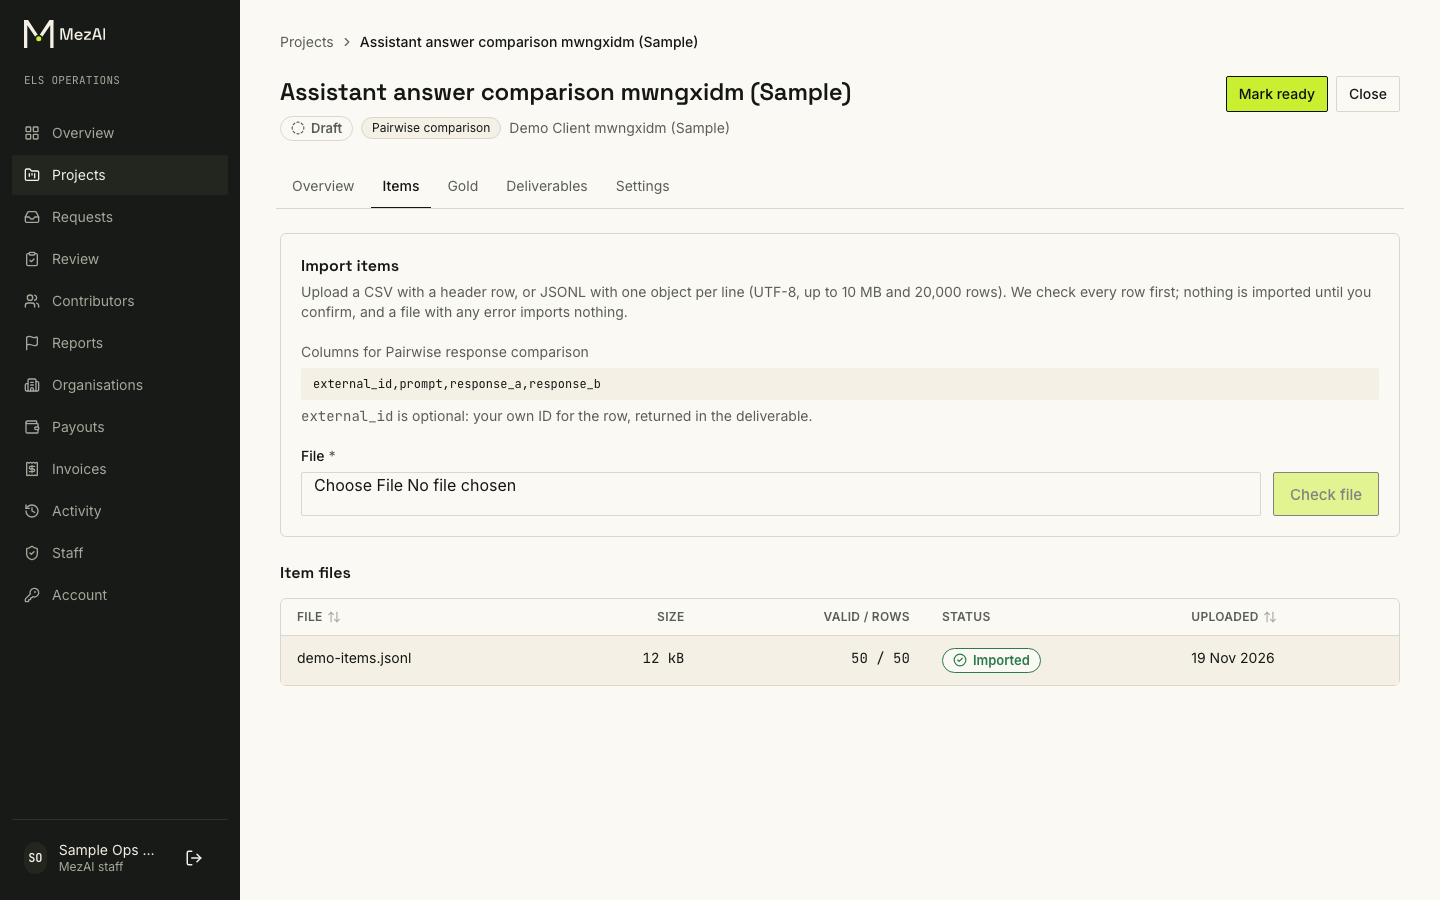 MezAI
ELS OPERATIONS
Overview
Projects
Requests
Review
Contributors
Reports
Organisations
Payouts
Invoices
Activity
Staff
Account
SO
Sample Ops ...
MezAI staff
Projects > Assistant answer comparison mwngxidm (Sample)
Assistant answer comparison mwngxidm (Sample)
Mark ready
Close
Draft
Pairwise comparison
Demo Client mwngxidm (Sample)
Overview
Items
Gold
Deliverables
Settings
Import items
Upload a CSV with a header row, or JSONL with one object per line (UTF-8, up to 10 MB and 20,000 rows). We check every row first; nothing is imported until you
confirm, and a file with any error imports nothing.
Columns for Pairwise response comparison
external_id,prompt,response_a,response_b
external_id is optional: your own ID for the row, returned in the deliverable.
File *
Choose File No file chosen
Check file
Item files
FILE SIZE VALID / ROWS STATUS UPLOADED
demo-items.jsonl 12 kB 50 / 50 Imported 19 Nov 2026